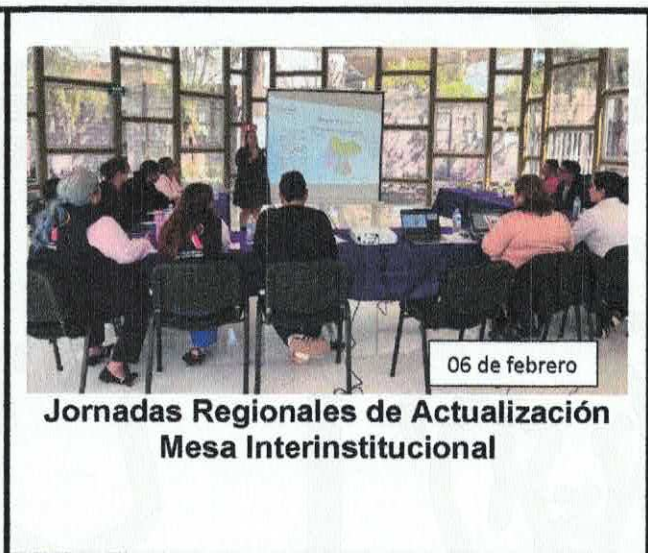 06 de febrero
Jornadas Regionales de Actualización
Mesa Interinstitucional